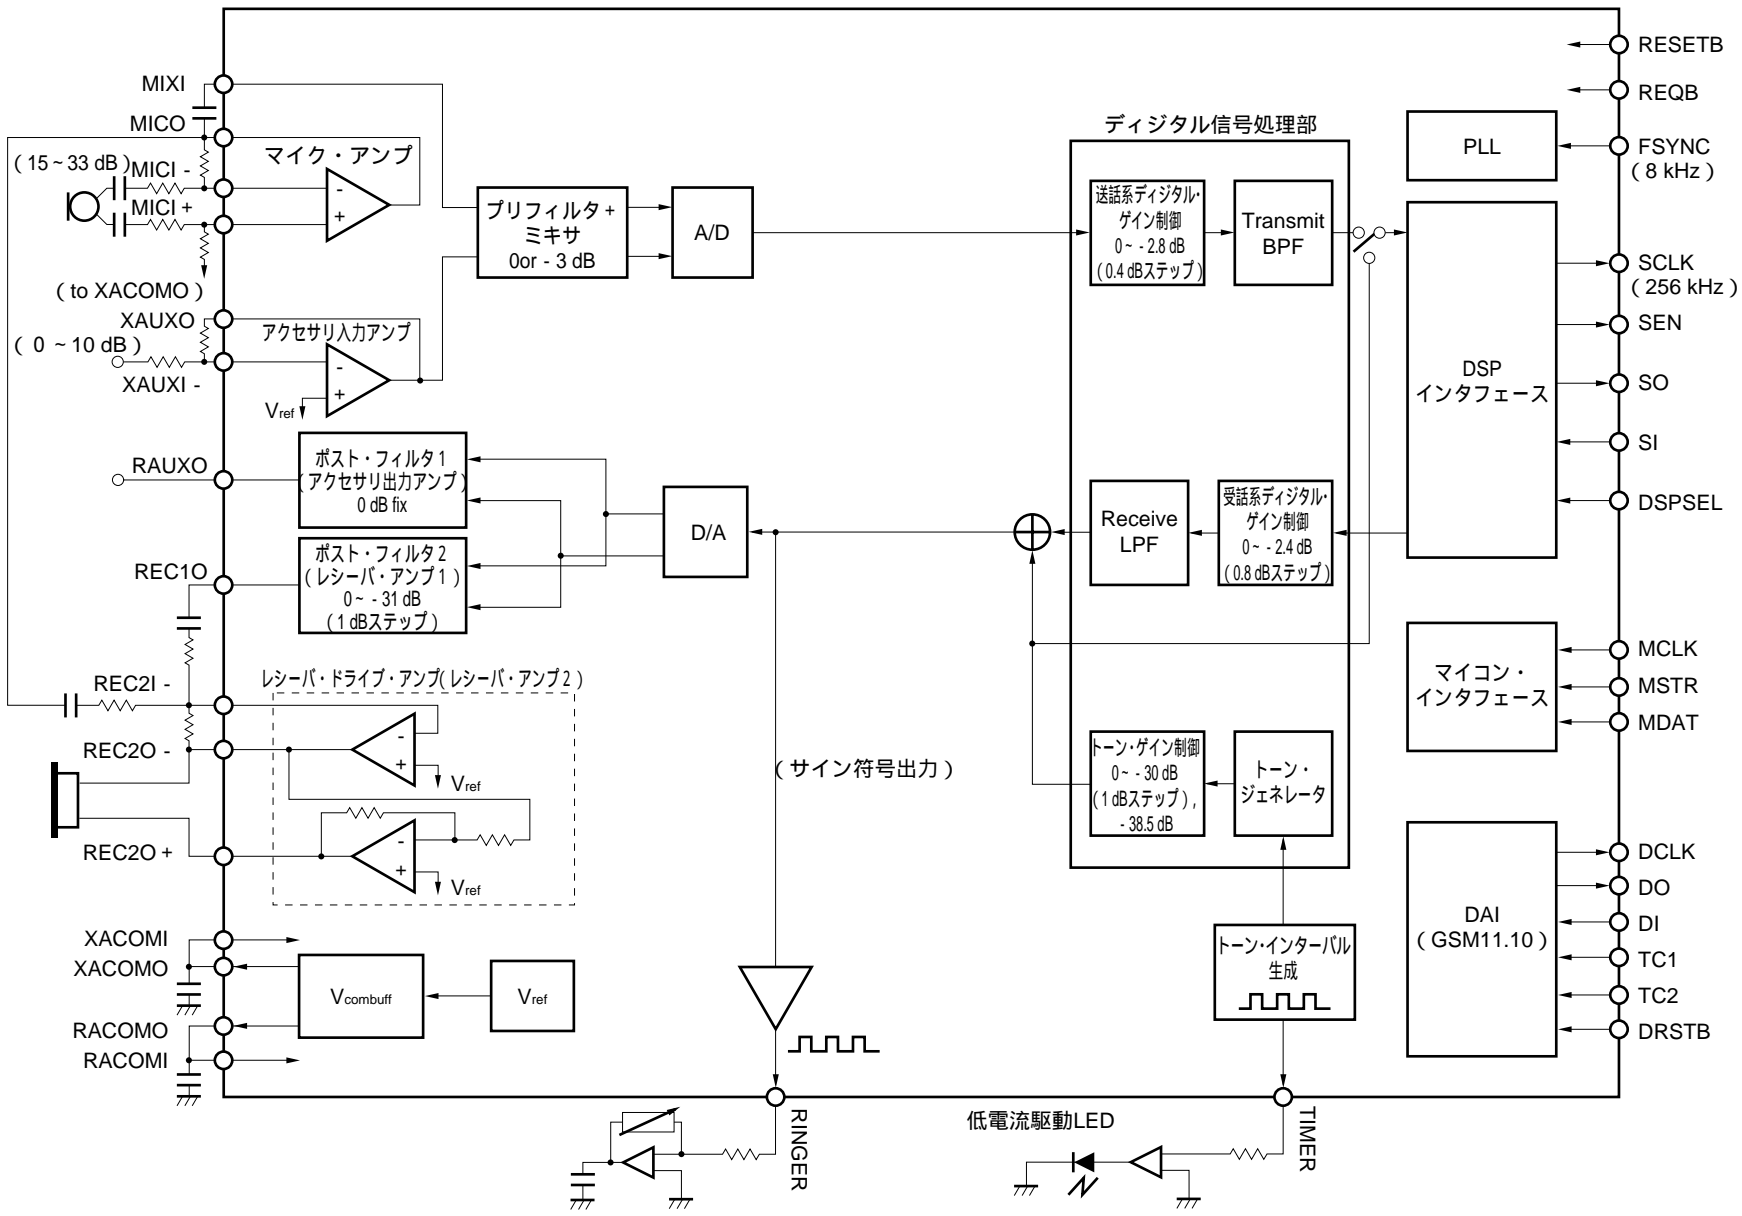 MIXI
MICO
( 15 ~ 33 dB )
MICI -
MICI +
( to XACOMO )
XAUXO
( 0 ~ 10 dB )
XAUXI -
RAUXO
REC1O
REC2I -
REC2O -
REC2O +
XACOMI
XACOMO
RACOMO
RACOMI
マイク・アンプ
-
+
アクセサリ入力アンプ
-
+
Vref
プリフィルタ +
ミキサ
0or - 3 dB
A/D
ポスト・フィルタ 1
( アクセサリ出力アンプ )
0 dB fix
ポスト・フィルタ 2
( レシーバ・アンプ 1 )
0 ~ - 31 dB
( 1 dBステップ )
D/A
レシーバ・ドライブ・アンプ( レシーバ・アンプ 2 )
-
+
Vref
-
+
Vref
Vcombuff
Vref
( サイン符号出力 )
ディジタル信号処理部
送話系ディジタル・
ゲイン制御
0 ~ - 2.8 dB
( 0.4 dBステップ )
Transmit
BPF
Receive
LPF
受話系ディジタル・
ゲイン制御
0 ~ - 2.4 dB
( 0.8 dBステップ )
トーン・ゲイン制御
0 ~ - 30 dB
( 1 dBステップ ) ,
- 38.5 dB
トーン・
ジェネレータ
トーン・インターバル
生成
PLL
DSP
インタフェース
マイコン・
インタフェース
DAI
( GSM11.10 )
RESETB
REQB
FSYNC
( 8 kHz )
SCLK
( 256 kHz )
SEN
SO
SI
DSPSEL
MCLK
MSTR
MDAT
DCLK
DO
DI
TC1
TC2
DRSTB
RINGER
低電流駆動LED
TIMER